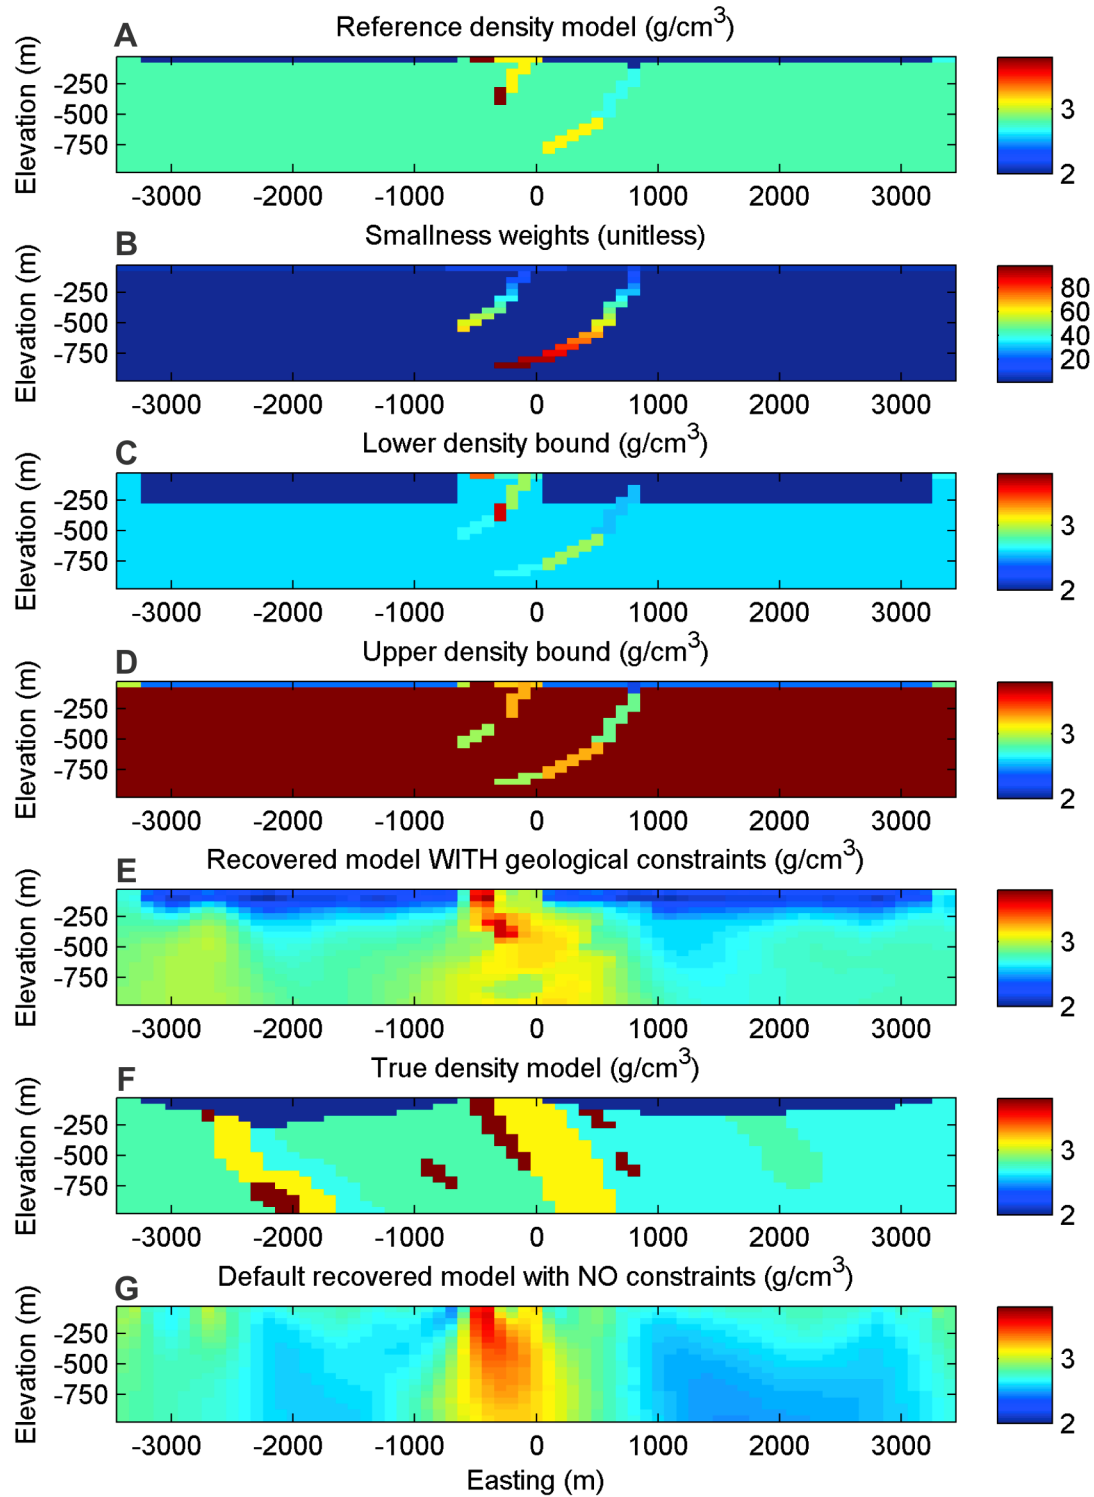 A Reference density model (g/cm³)
Elevation (m)
-250
-500
-750
-3000 -2000 -1000 0 1000 2000 3000
3
2
B Smallness weights (unitless)
Elevation (m)
-250
-500
-750
-3000 -2000 -1000 0 1000 2000 3000
80
60
40
20
C Lower density bound (g/cm³)
Elevation (m)
-250
-500
-750
-3000 -2000 -1000 0 1000 2000 3000
3
2
D Upper density bound (g/cm³)
Elevation (m)
-250
-500
-750
-3000 -2000 -1000 0 1000 2000 3000
3
2
E Recovered model WITH geological constraints (g/cm³)
Elevation (m)
-250
-500
-750
-3000 -2000 -1000 0 1000 2000 3000
3
2
F True density model (g/cm³)
Elevation (m)
-250
-500
-750
-3000 -2000 -1000 0 1000 2000 3000
3
2
G Default recovered model with NO constraints (g/cm³)
Elevation (m)
-250
-500
-750
-3000 -2000 -1000 0 1000 2000 3000
3
2
Easting (m)